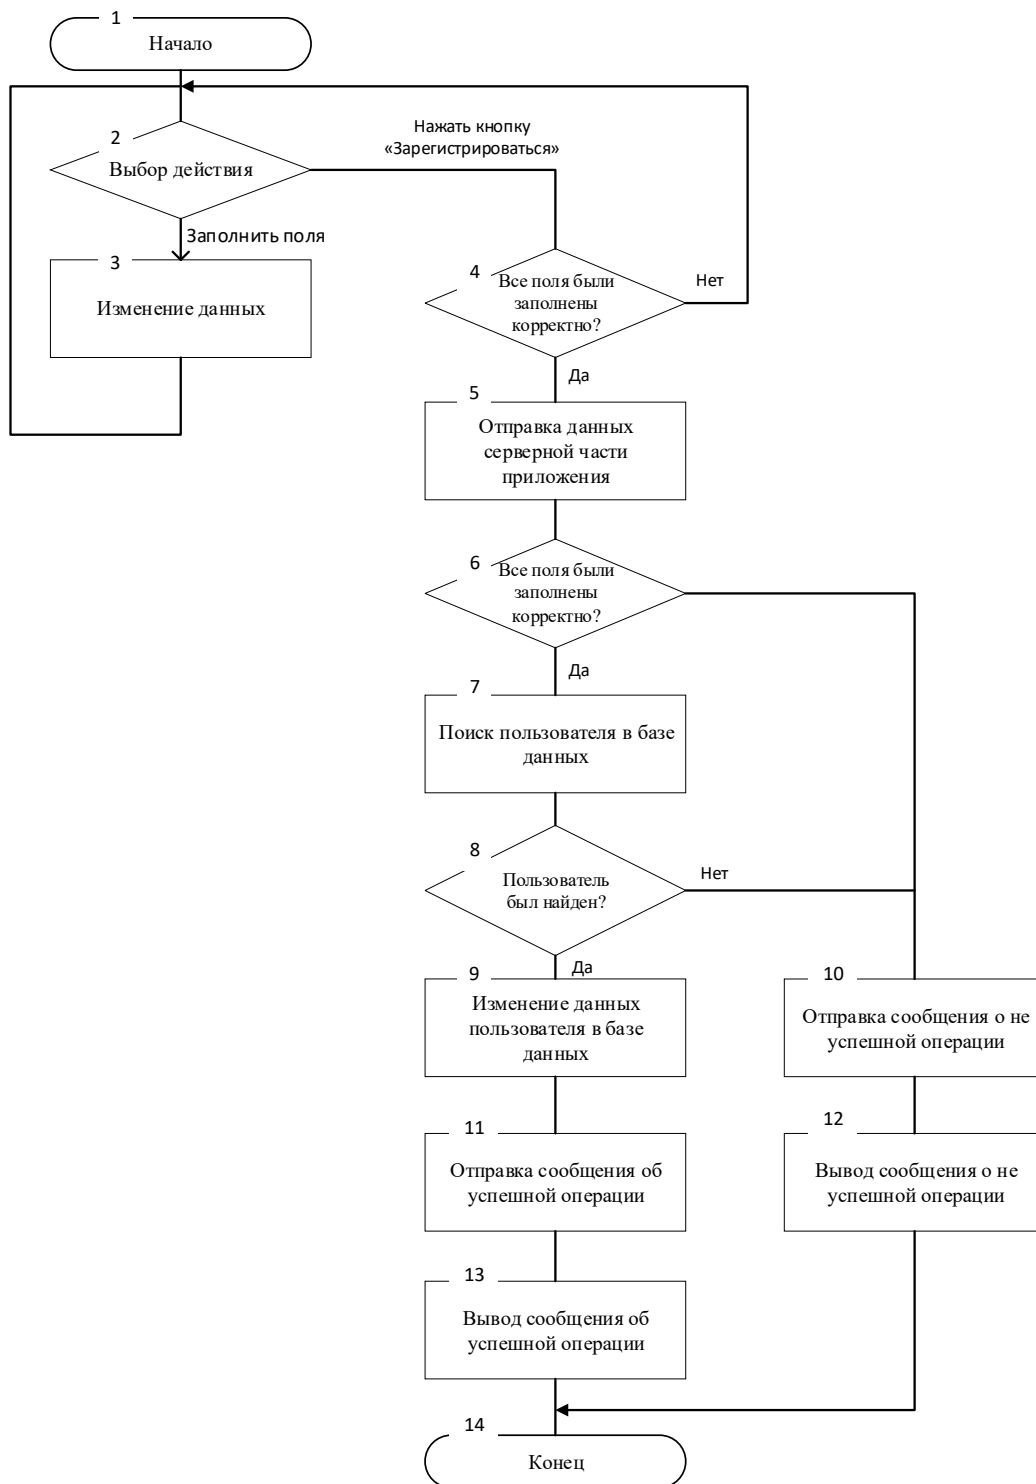 1
Начало
2
Выбор действия
Нажать кнопку
«Зарегистрироваться»
Заполнить поля
3
Изменение данных
4
Все поля были
заполнены
корректно?
Нет
Да
5
Отправка данных
серверной части
приложения
6
Все поля были
заполнены
корректно?
Да
7
Поиск пользователя в базе
данных
8
Пользователь
был найден?
Нет
Да
9
Изменение данных
пользователя в базе
данных
10
Отправка сообщения о не
успешной операции
11
Отправка сообщения об
успешной операции
12
Вывод сообщения о не
успешной операции
13
Вывод сообщения об
успешной операции
14
Конец